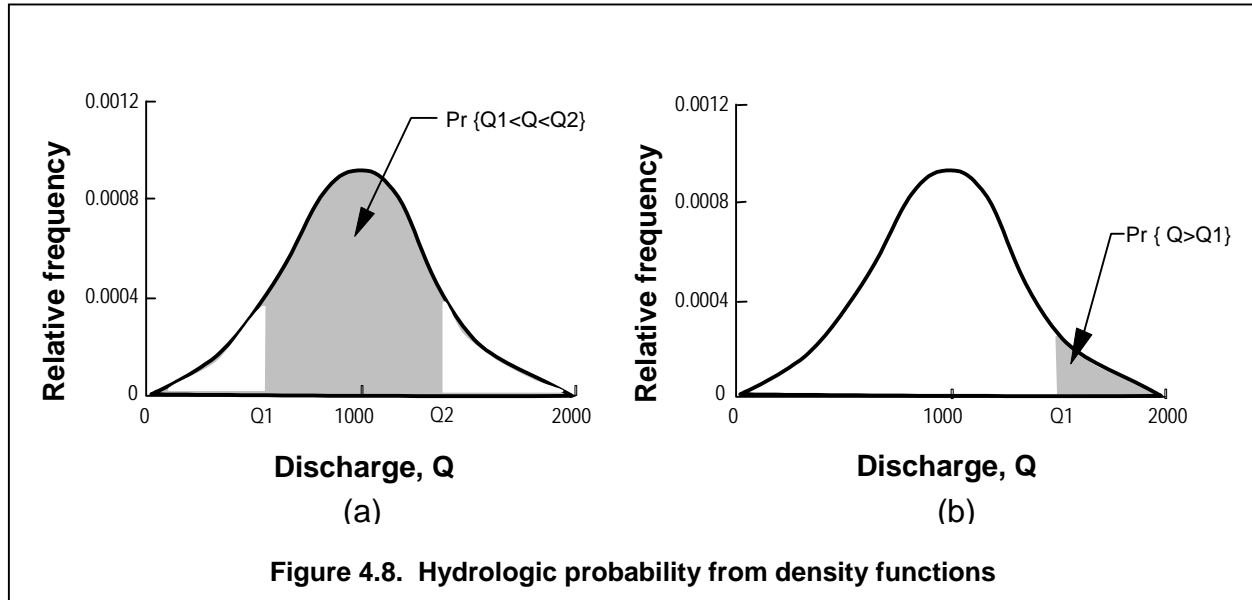 0.0012
0.0008
0.0004
0
Relative frequency
Pr {Q1<Q<Q2}
0 Q1 1000 Q2 2000
Discharge, Q
(a)
0.0012
0.0008
0.0004
0
Relative frequency
Pr { Q>Q1}
0 1000 Q1 2000
Discharge, Q
(b)
Figure 4.8. Hydrologic probability from density functions